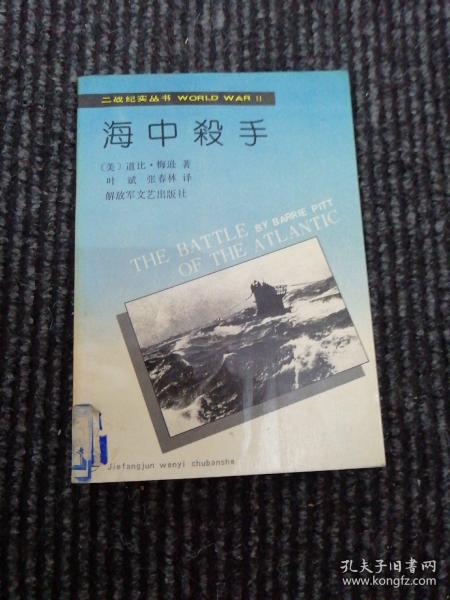 二战纪实丛书 WORLD WAR II
海中殺手
〔美〕道比·梅逊 著
叶斌 张春林 译
解放军文艺出版社
THE BATTLE BY BARRIE PITT
OF THE ATLANTIC
Jiefangjun wenyi chubanshe
孔夫子旧书网
www.kongfz.com